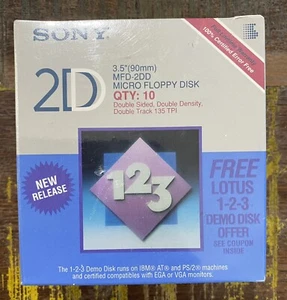 SONY
100% Certified Error Free
2D
3.5"(90mm)
MFD-2DD
MICRO FLOPPY DISK
QTY: 10
Double Sided, Double Density,
Double Track 135 TPI
NEW
RELEASE
123
FREE
LOTUS
1-2-3
DEMO DISK
OFFER
SEE COUPON
INSIDE
The 1-2-3 Demo Disk runs on IBM® AT® and PS/2® machines
and certified compatibles with EGA or VGA monitors.